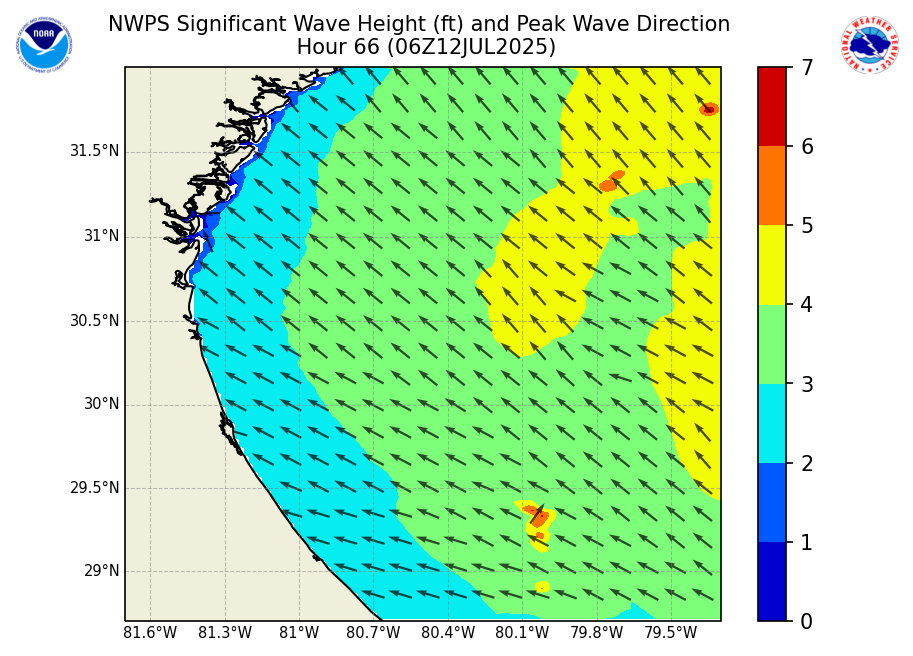 NWPS Significant Wave Height (ft) and Peak Wave Direction
Hour 66 (06Z12JUL2025)
NOAA
NATIONAL WEATHER SERVICE
31.5°N
31°N
30.5°N
30°N
29.5°N
29°N
81.6°W 81.3°W 81°W 80.7°W 80.4°W 80.1°W 79.8°W 79.5°W
7
6
5
4
3
2
1
0